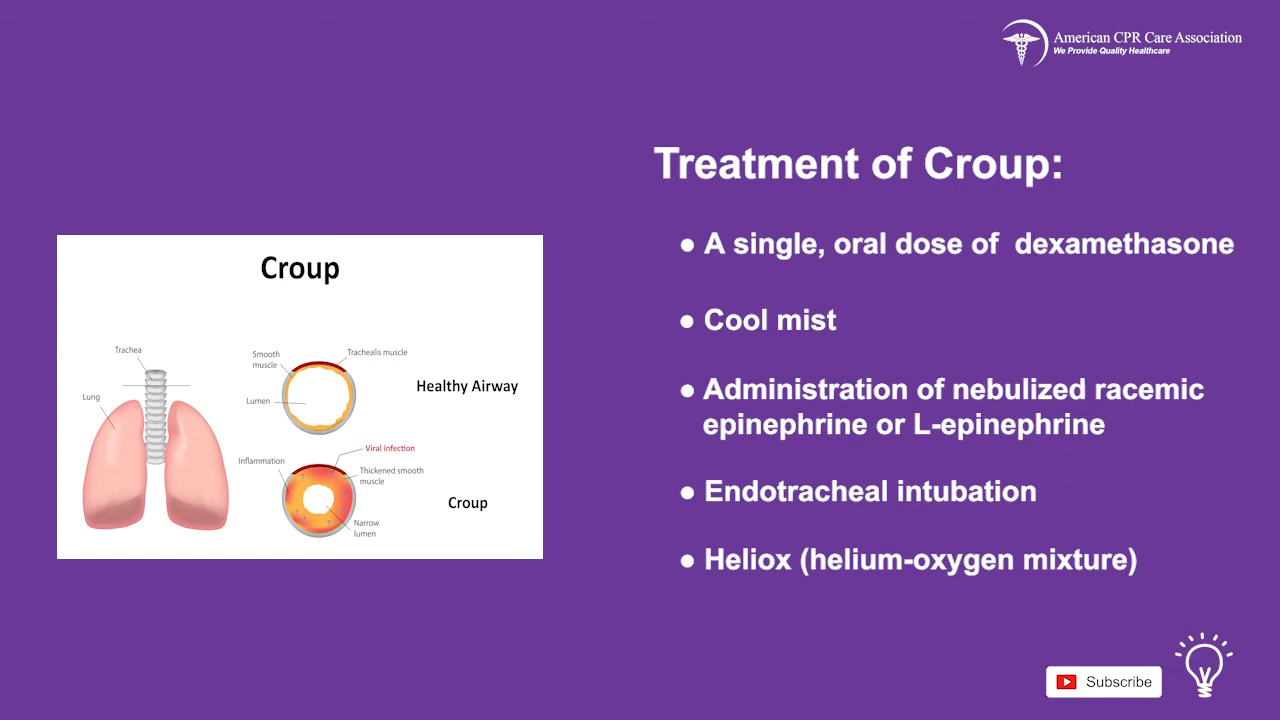 American CPR Care Association
We Provide Quality Healthcare
Treatment of Croup:
● A single, oral dose of dexamethasone
● Cool mist
● Administration of nebulized racemic
epinephrine or L-epinephrine
● Endotracheal intubation
● Heliox (helium-oxygen mixture)
Croup
Trachea
Lung
Smooth
muscle
Trachealis muscle
Lumen
Healthy Airway
Viral infection
Inflammation
Thickened smooth
muscle
Croup
Narrow
lumen
Subscribe